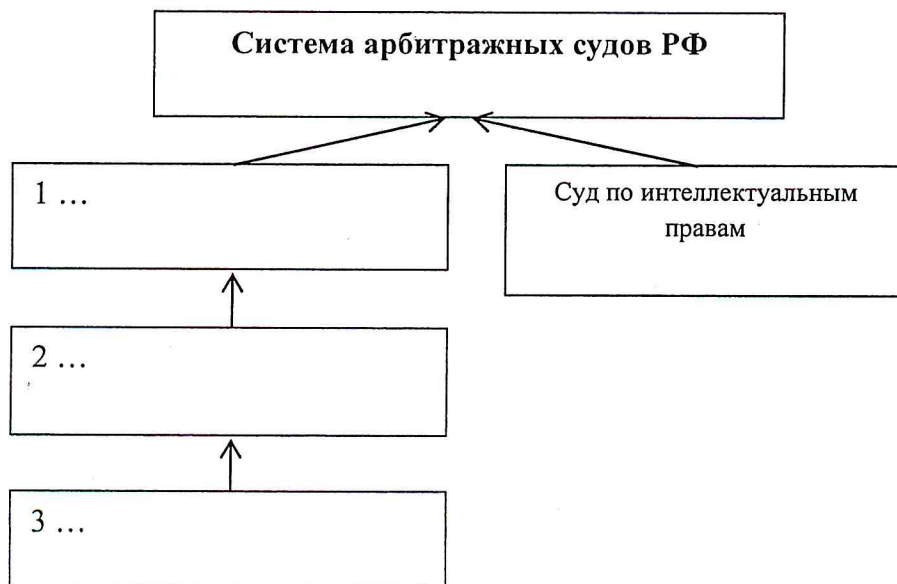 Система арбитражных судов РФ
1 ...
Суд по интеллектуальным
правам
2 ...
3 ...